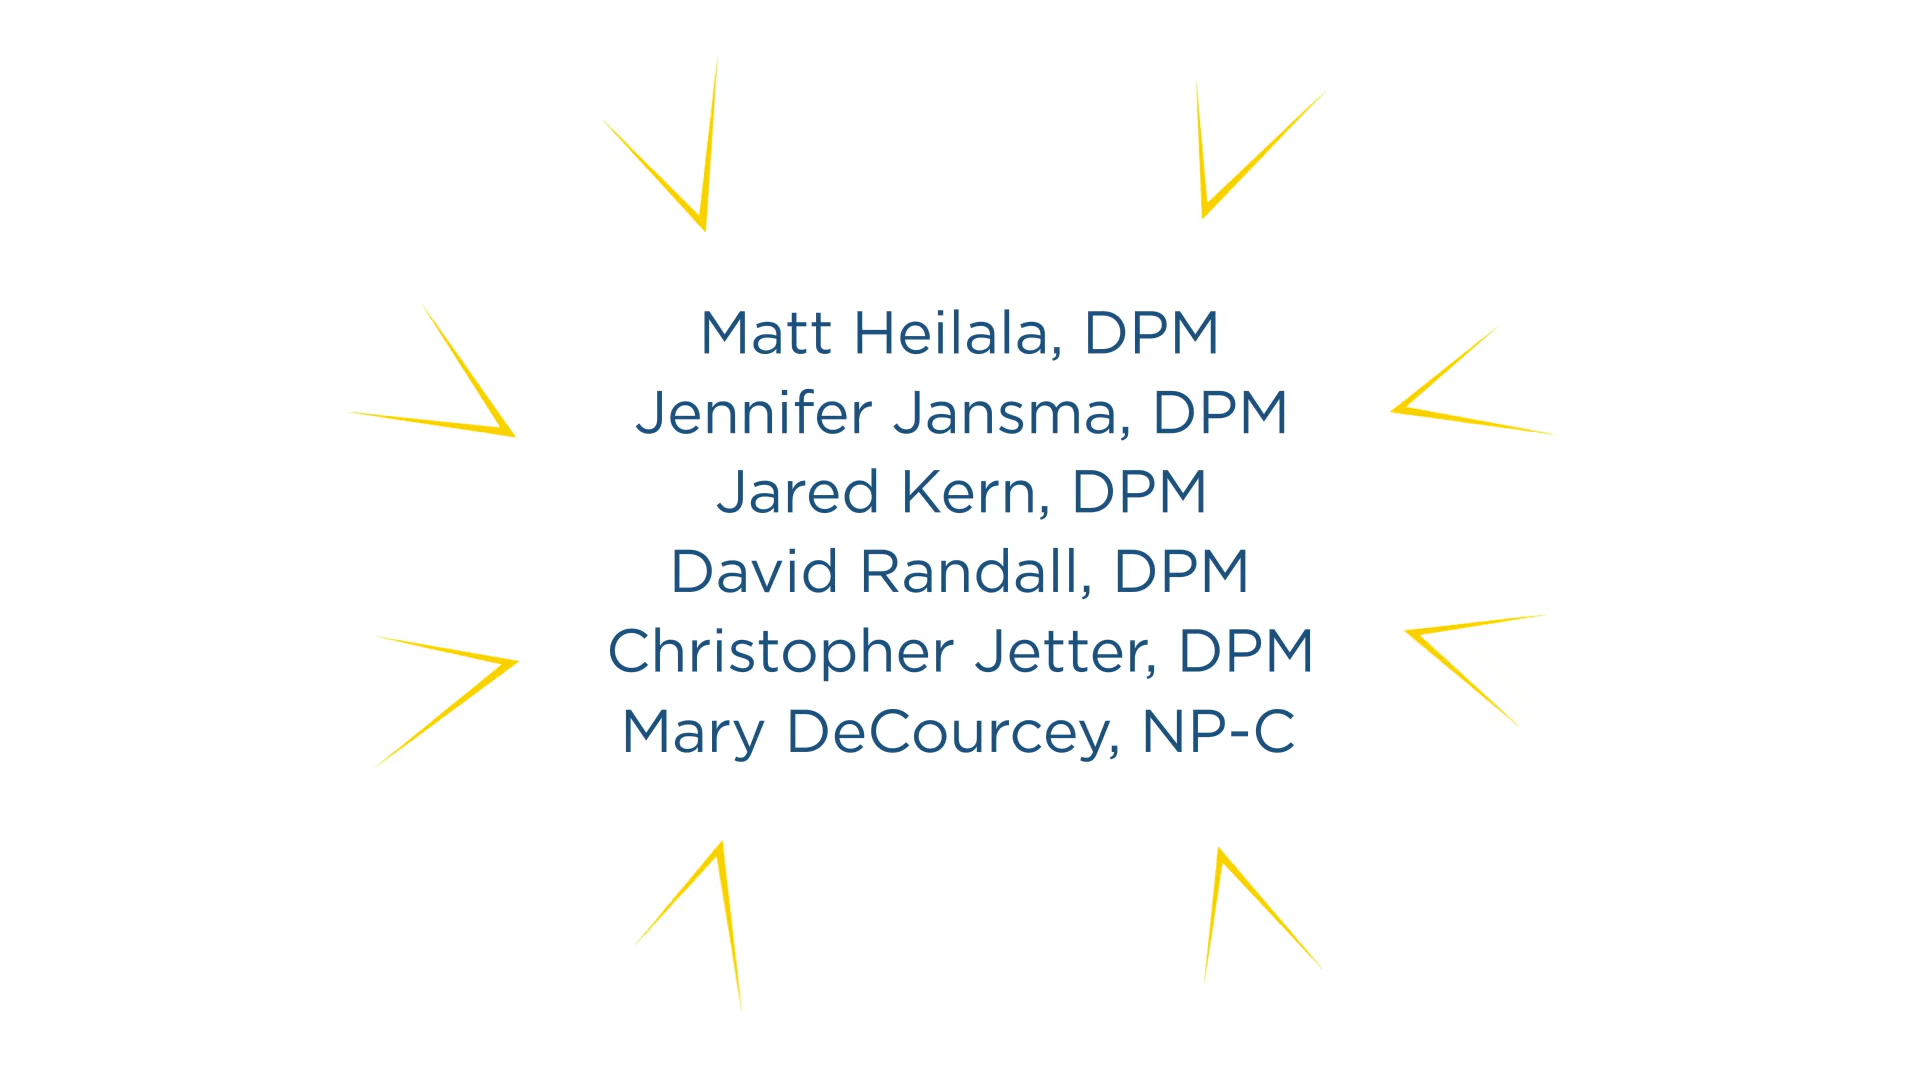 Matt Heilala, DPM
Jennifer Jansma, DPM
Jared Kern, DPM
David Randall, DPM
Christopher Jetter, DPM
Mary DeCourcey, NP-C